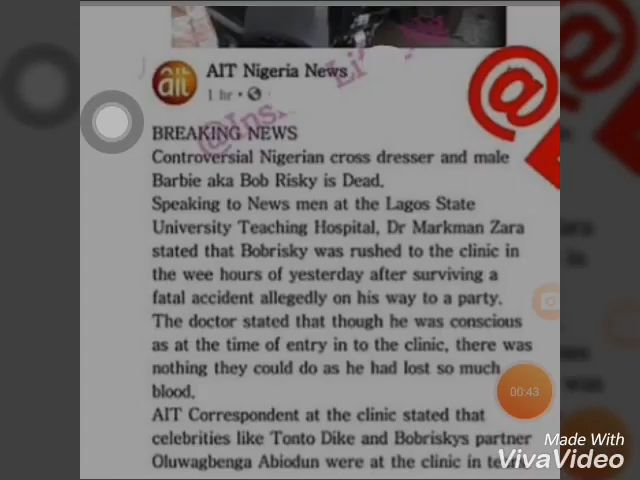 ait
AIT Nigeria News
1 hr
@Ins
Li
BREAKING NEWS
Controversial Nigerian cross dresser and male
Barbie aka Bob Risky is Dead.
Speaking to News men at the Lagos State
University Teaching Hospital, Dr Markman Zara
stated that Bobrisky was rushed to the clinic in
the wee hours of yesterday after surviving a
fatal accident allegedly on his way to a party.
The doctor stated that though he was conscious
as at the time of entry in to the clinic, there was
nothing they could do as he had lost so much
blood.
00:43
AIT Correspondent at the clinic stated that
celebrities like Tonto Dike and Bobriskys partner
Oluwagbenga Abiodun were at the clinic in
Made With
VivaVideo
@